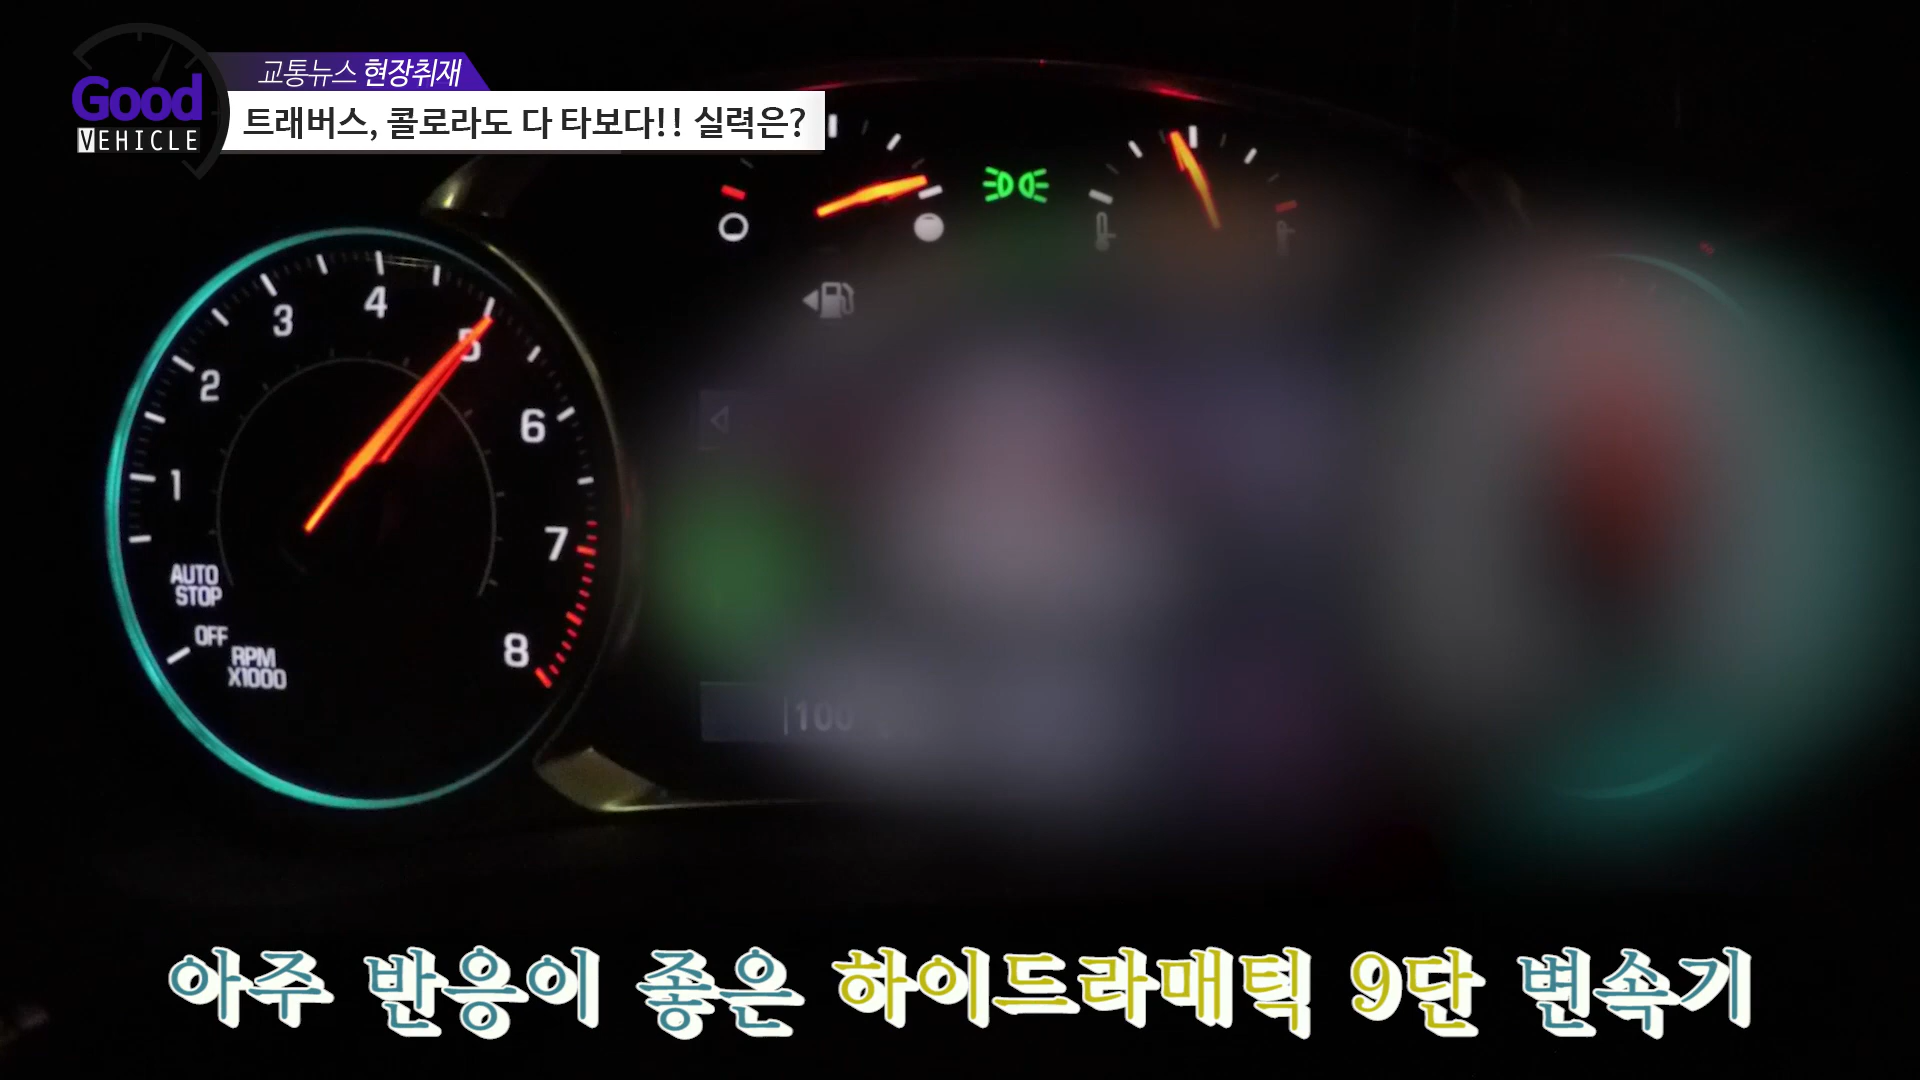 Good
VEHICLE
교통뉴스 현장취재
트래버스, 콜로라도 다 타보다!! 실력은?
1
2
3
4
5
6
7
8
AUTO
STOP
OFF
RPM
X1000
100
아주 반응이 좋은 하이드라매틱 9단 변속기